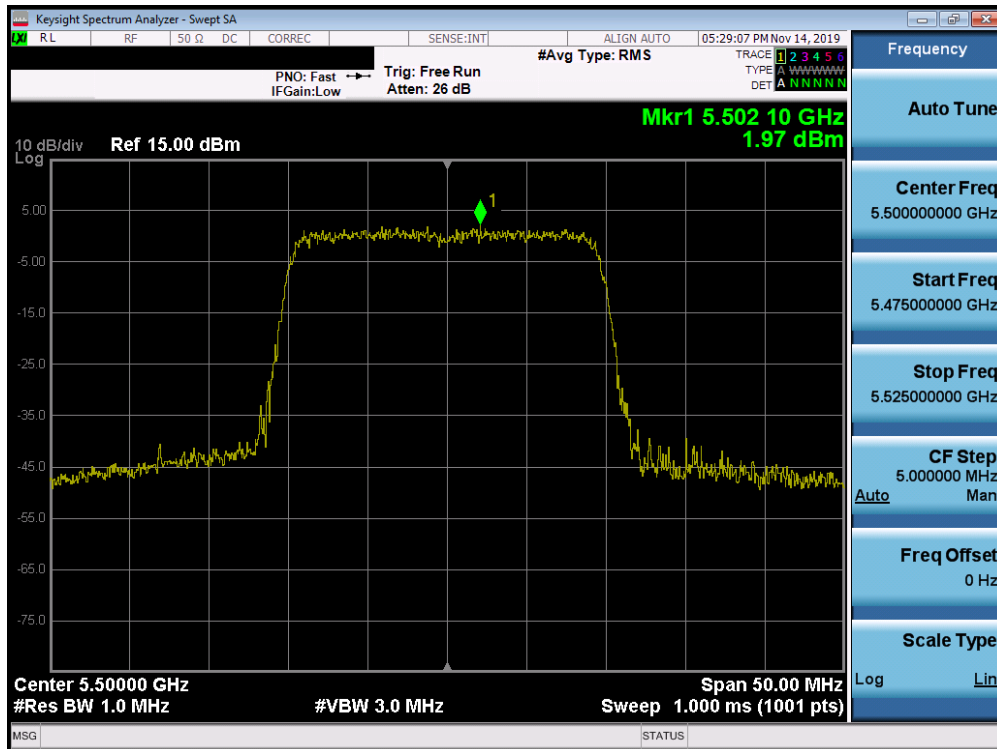 Keysight Spectrum Analyzer - Swept SA
LXI RL RF 50 Ω DC CORREC SENSE:INT ALIGN AUTO 05:29:07 PM Nov 14, 2019
PNO: Fast
IFGain:Low
Trig: Free Run
Atten: 26 dB
#Avg Type: RMS
TRACE 1 2 3 4 5 6
TYPE A WWWWWW
DET A N N N N N
Mkr1 5.502 10 GHz
1.97 dBm
10 dB/div
Log
Ref 15.00 dBm
1
5.00
-5.00
-15.0
-25.0
-35.0
-45.0
-55.0
-65.0
-75.0
Center 5.50000 GHz
Span 50.00 MHz
#Res BW 1.0 MHz
#VBW 3.0 MHz
Sweep 1.000 ms (1001 pts)
MSG
STATUS
Frequency
Auto Tune
Center Freq
5.500000000 GHz
Start Freq
5.475000000 GHz
Stop Freq
5.525000000 GHz
CF Step
5.000000 MHz
Auto Man
Freq Offset
0 Hz
Scale Type
Log Lin